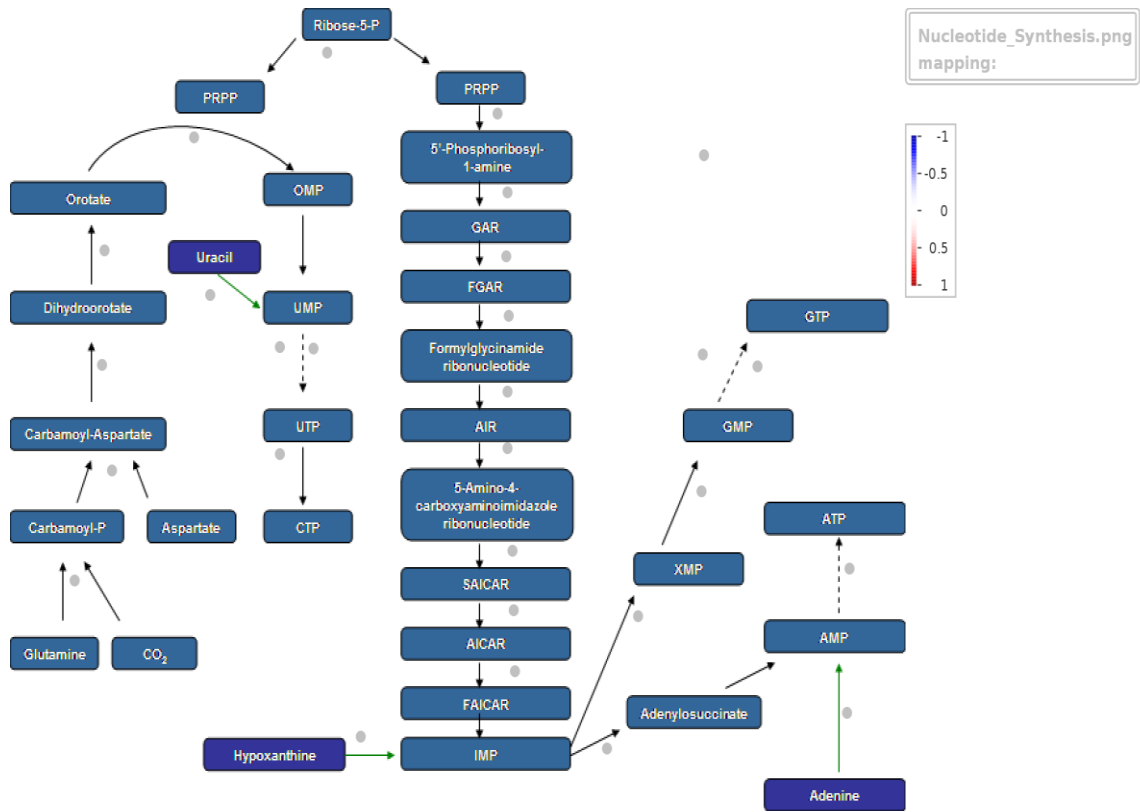 Ribose-5-P
Nucleotide_Synthesis.png
mapping:
PRPP
PRPP
5'-Phosphoribosyl-
1-amine
-1
-0.5
0
0.5
1
Orotate
OMP
GAR
Uracil
FGAR
Dihydroorotate
UMP
GTP
Formylglycinamide
ribonucleotide
Carbamoyl-Aspartate
UTP
AIR
GMP
5-Amino-4-
carboxyaminoimidazole
ribonucleotide
Carbamoyl-P
Aspartate
CTP
ATP
XMP
SAICAR
Glutamine
CO₂
AICAR
AMP
FAICAR
Adenylosuccinate
Hypoxanthine
IMP
Adenine